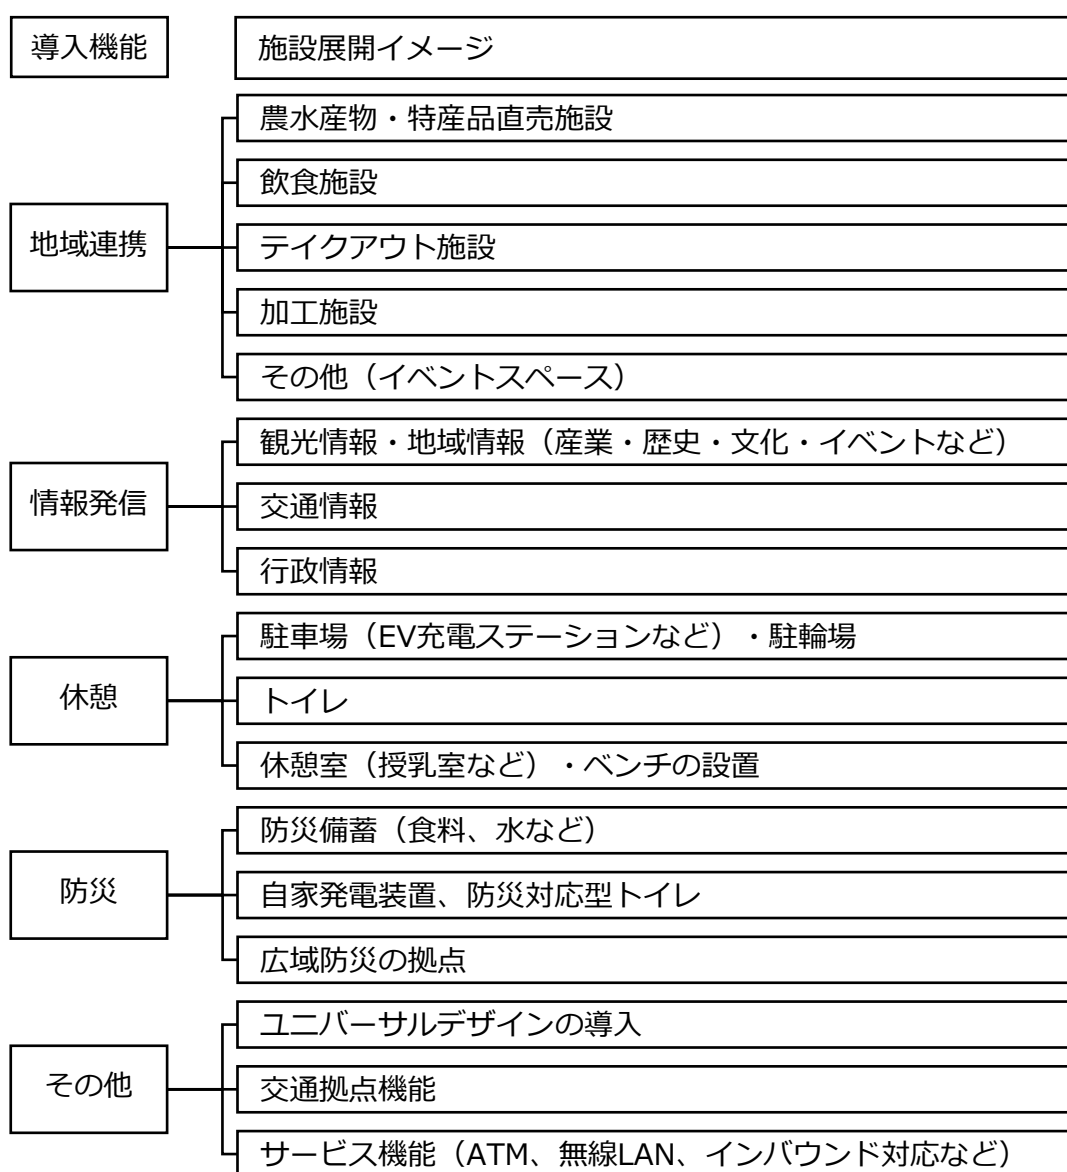 導入機能
施設展開イメージ
地域連携
農水産物・特産品直売施設
飲食施設
テイクアウト施設
加工施設
その他（イベントスペース）
情報発信
観光情報・地域情報（産業・歴史・文化・イベントなど）
交通情報
行政情報
休憩
駐車場（EV充電ステーションなど）・駐輪場
トイレ
休憩室（授乳室など）・ベンチの設置
防災
防災備蓄（食料、水など）
自家発電装置、防災対応型トイレ
広域防災の拠点
その他
ユニバーサルデザインの導入
交通拠点機能
サービス機能（ATM、無線LAN、インバウンド対応など）